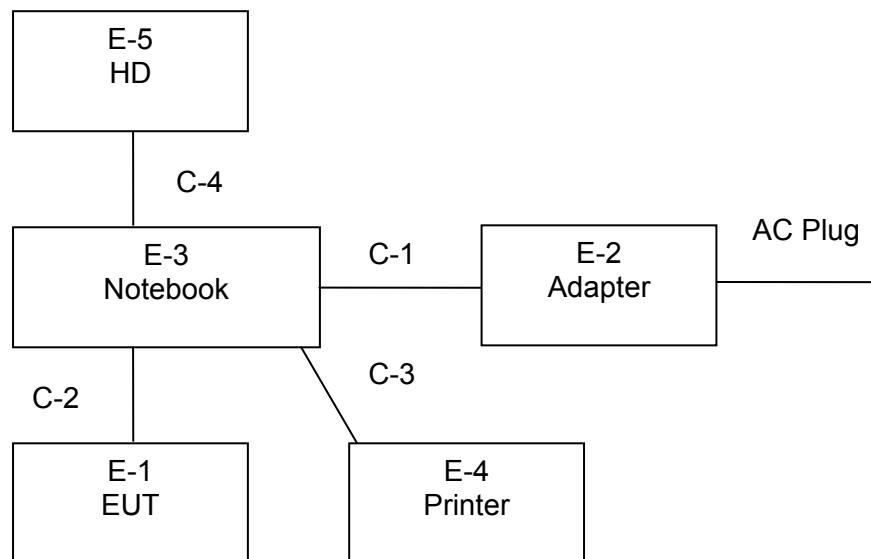 E-5
HD
C-4
AC Plug
E-3
Notebook
C-1
E-2
Adapter
C-2
C-3
E-1
EUT
E-4
Printer